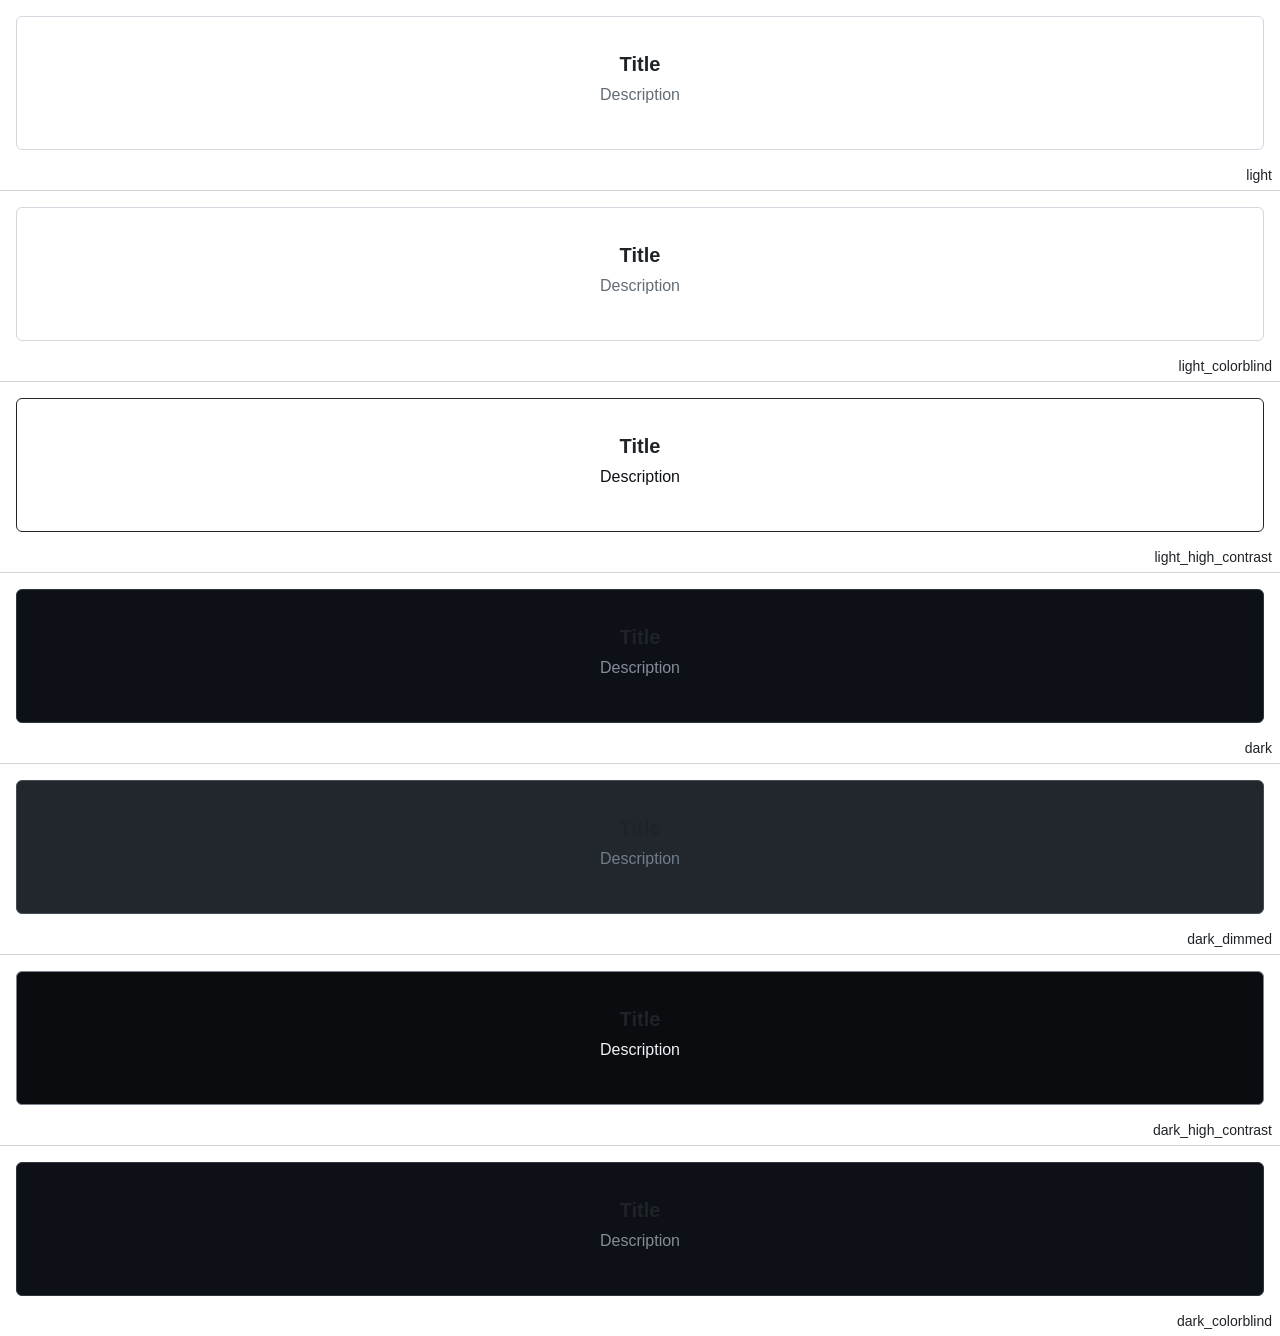 Title
Description
light
Title
Description
light_colorblind
Title
Description
light_high_contrast
Title
Description
dark
Title
Description
dark_dimmed
Title
Description
dark_high_contrast
Title
Description
dark_colorblind